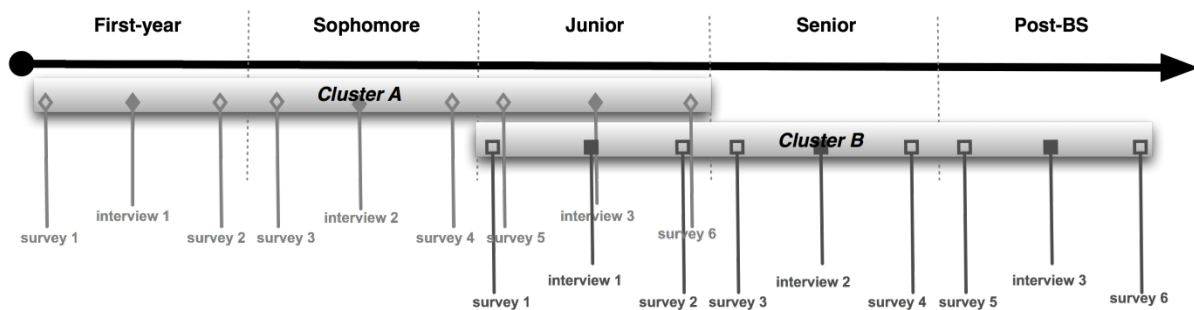 First-year Sophomore Junior Senior Post-BS
Cluster A
Cluster B
interview 1 interview 2 interview 3
survey 1 survey 2 survey 3 survey 4 survey 5 survey 6
interview 1 interview 2 interview 3
survey 1 survey 2 survey 3 survey 4 survey 5 survey 6